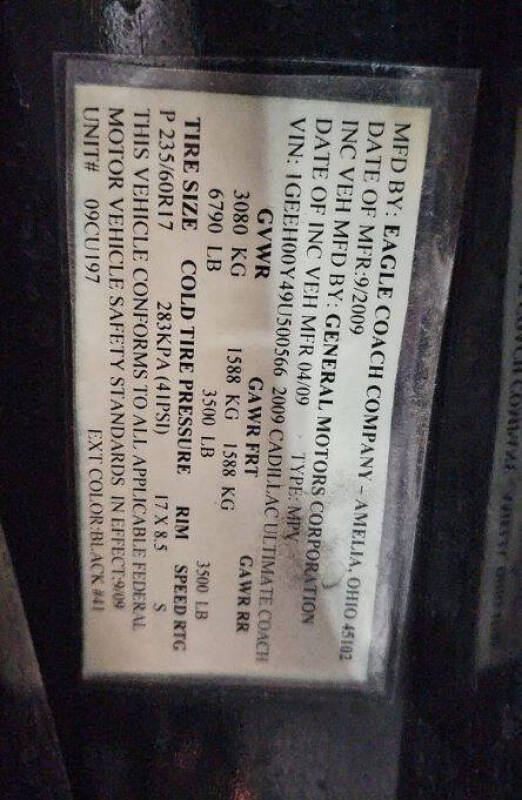 MFD BY: EAGLE COACH COMPANY – AMELIA, OHIO 45102
DATE OF MFR:9/2009
INC VEH MFD BY: GENERAL MOTORS CORPORATION
DATE OF INC VEH MFR 04/09 TYPE: MPV
VIN: 1GEEH00Y49U500566 2009 CADILLAC ULTIMATE COACH
GVWR GAWR FRT GAWR RR
3080 KG 1588 KG 1588 KG
6790 LB 3500 LB 3500 LB
TIRE SIZE COLD TIRE PRESSURE RIM SPEED RTG
P 235/60R17 283KPA (41PSI) 17 X 8.5 S
THIS VEHICLE CONFORMS TO ALL APPLICABLE FEDERAL
MOTOR VEHICLE SAFETY STANDARDS IN EFFECT:9/09
UNIT# 09CU197 EXT COLOR:BLACK #41